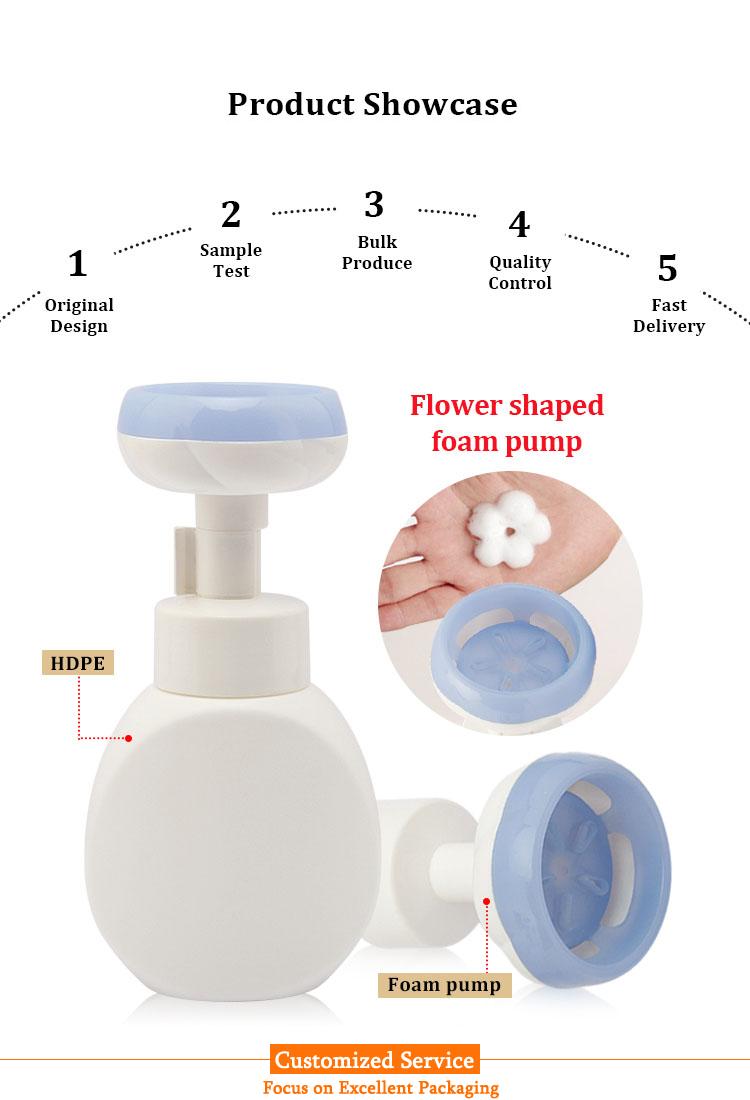 Product Showcase
1
Original
Design
2
Sample
Test
3
Bulk
Produce
4
Quality
Control
5
Fast
Delivery
Flower shaped
foam pump
HDPE
Foam pump
Customized Service
Focus on Excellent Packaging